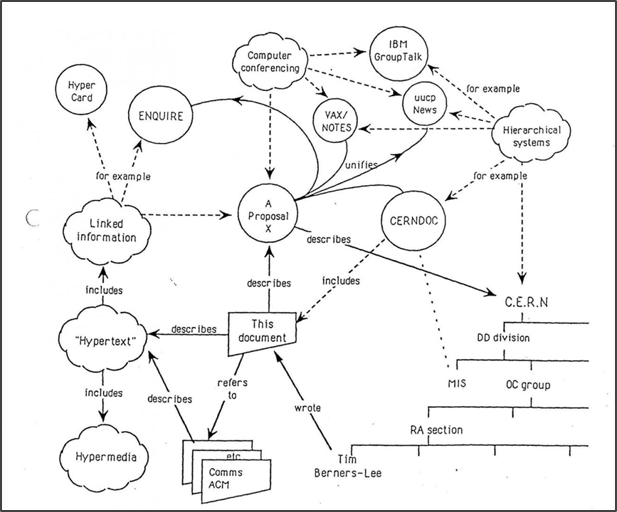 Computer
conferencing
IBM
GroupTalk
Hyper
Card
ENQUIRE
VAX/
NOTES
uucp
News
for example
Hierarchical
systems
for example
unifies
for example
Linked
information
A
Proposal
X
CERNDOC
describes
includes
describes
includes
C.E.R.N
"Hypertext"
describes
This
document
DD division
refers
to
MIS
OC group
includes
describes
wrote
RA section
Hypermedia
etc
Comms
ACM
Tim
Berners-Lee